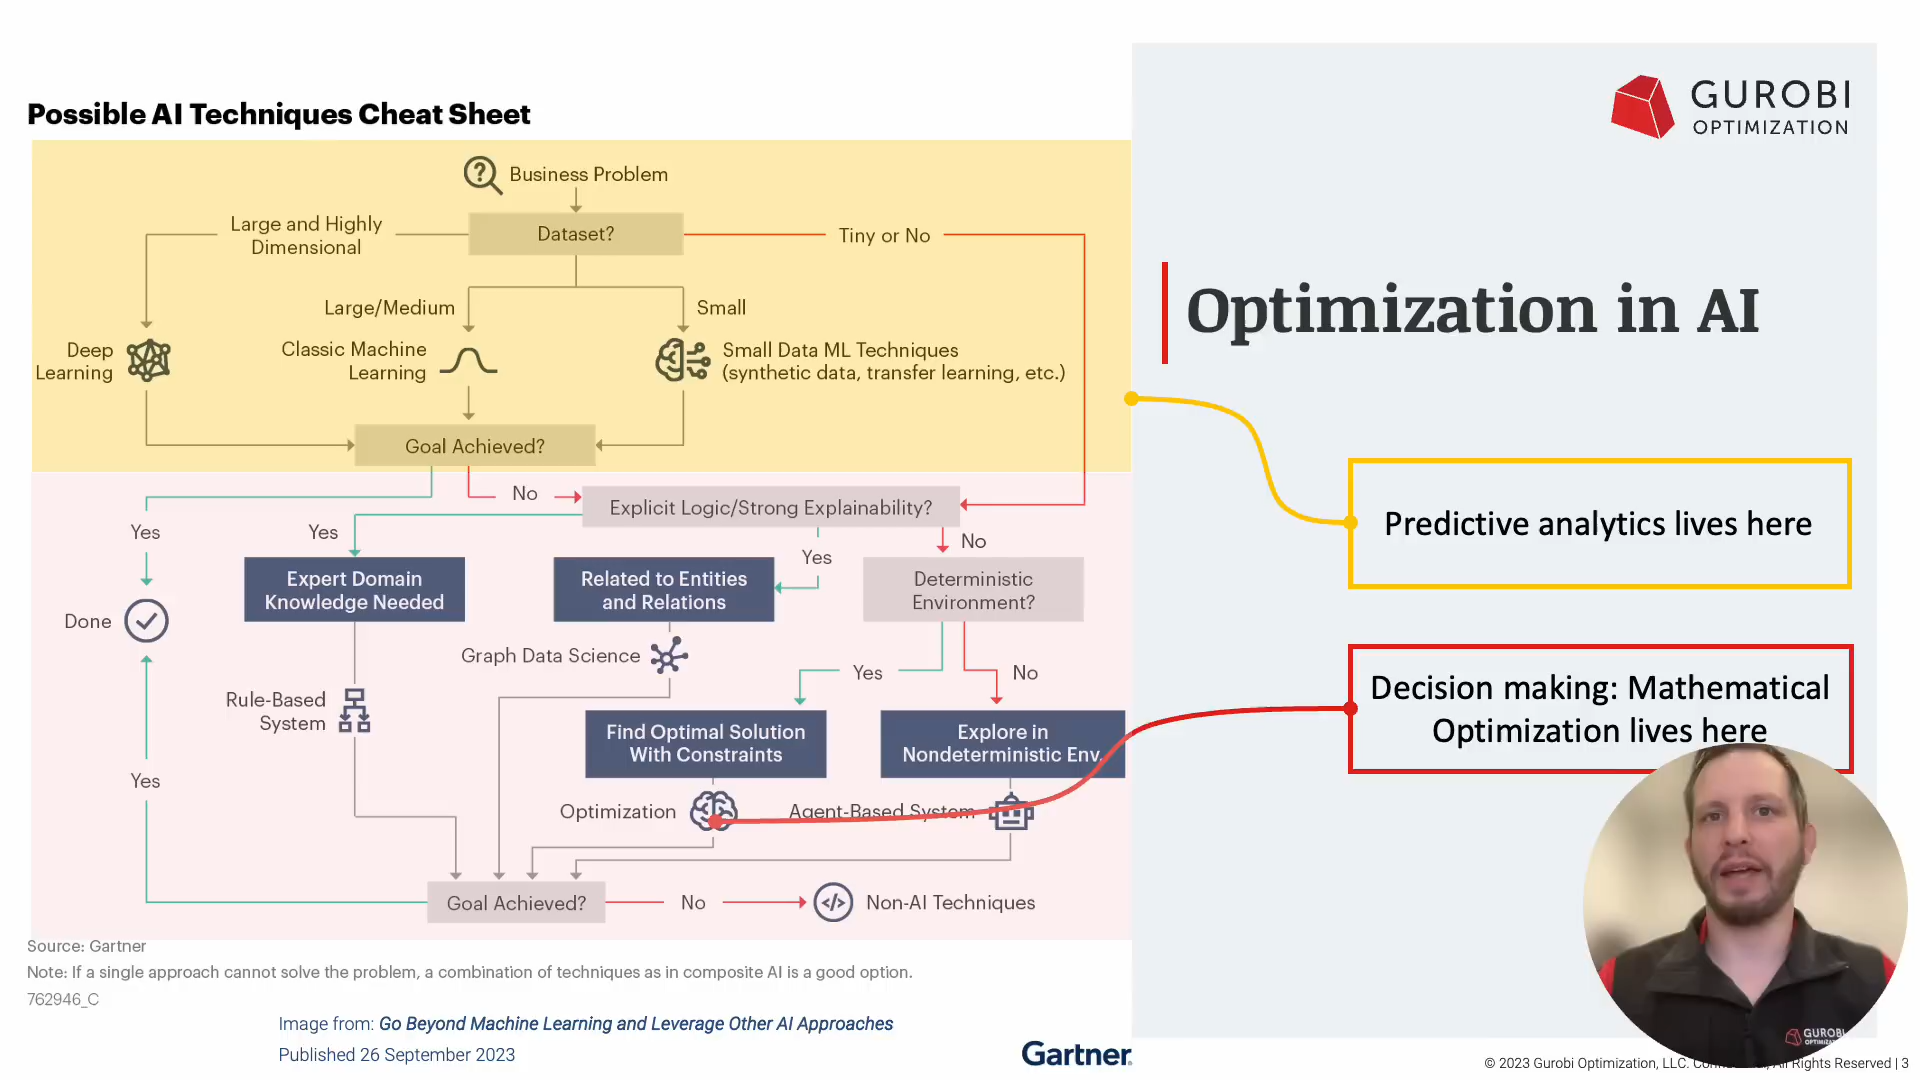 Possible AI Techniques Cheat Sheet
Business Problem
Large and Highly
Dimensional
Dataset?
Tiny or No
Large/Medium
Small
Deep
Learning
Classic Machine
Learning
Small Data ML Techniques
(synthetic data, transfer learning, etc.)
Goal Achieved?
No
Explicit Logic/Strong Explainability?
Yes
Yes
Yes
No
Expert Domain
Knowledge Needed
Related to Entities
and Relations
Deterministic
Environment?
Done
Graph Data Science
Yes
No
Rule-Based
System
Find Optimal Solution
With Constraints
Explore in
Nondeterministic Env.
Yes
Optimization
Agent-Based System
Goal Achieved?
No
Non-AI Techniques
Source: Gartner
Note: If a single approach cannot solve the problem, a combination of techniques as in composite AI is a good option.
762946_C
Image from: Go Beyond Machine Learning and Leverage Other AI Approaches
Published 26 September 2023
Gartner
GUROBI
OPTIMIZATION
Optimization in AI
Predictive analytics lives here
Decision making: Mathematical
Optimization lives here
GUROBI
© 2023 Gurobi Optimization, LLC. All Rights Reserved | 3